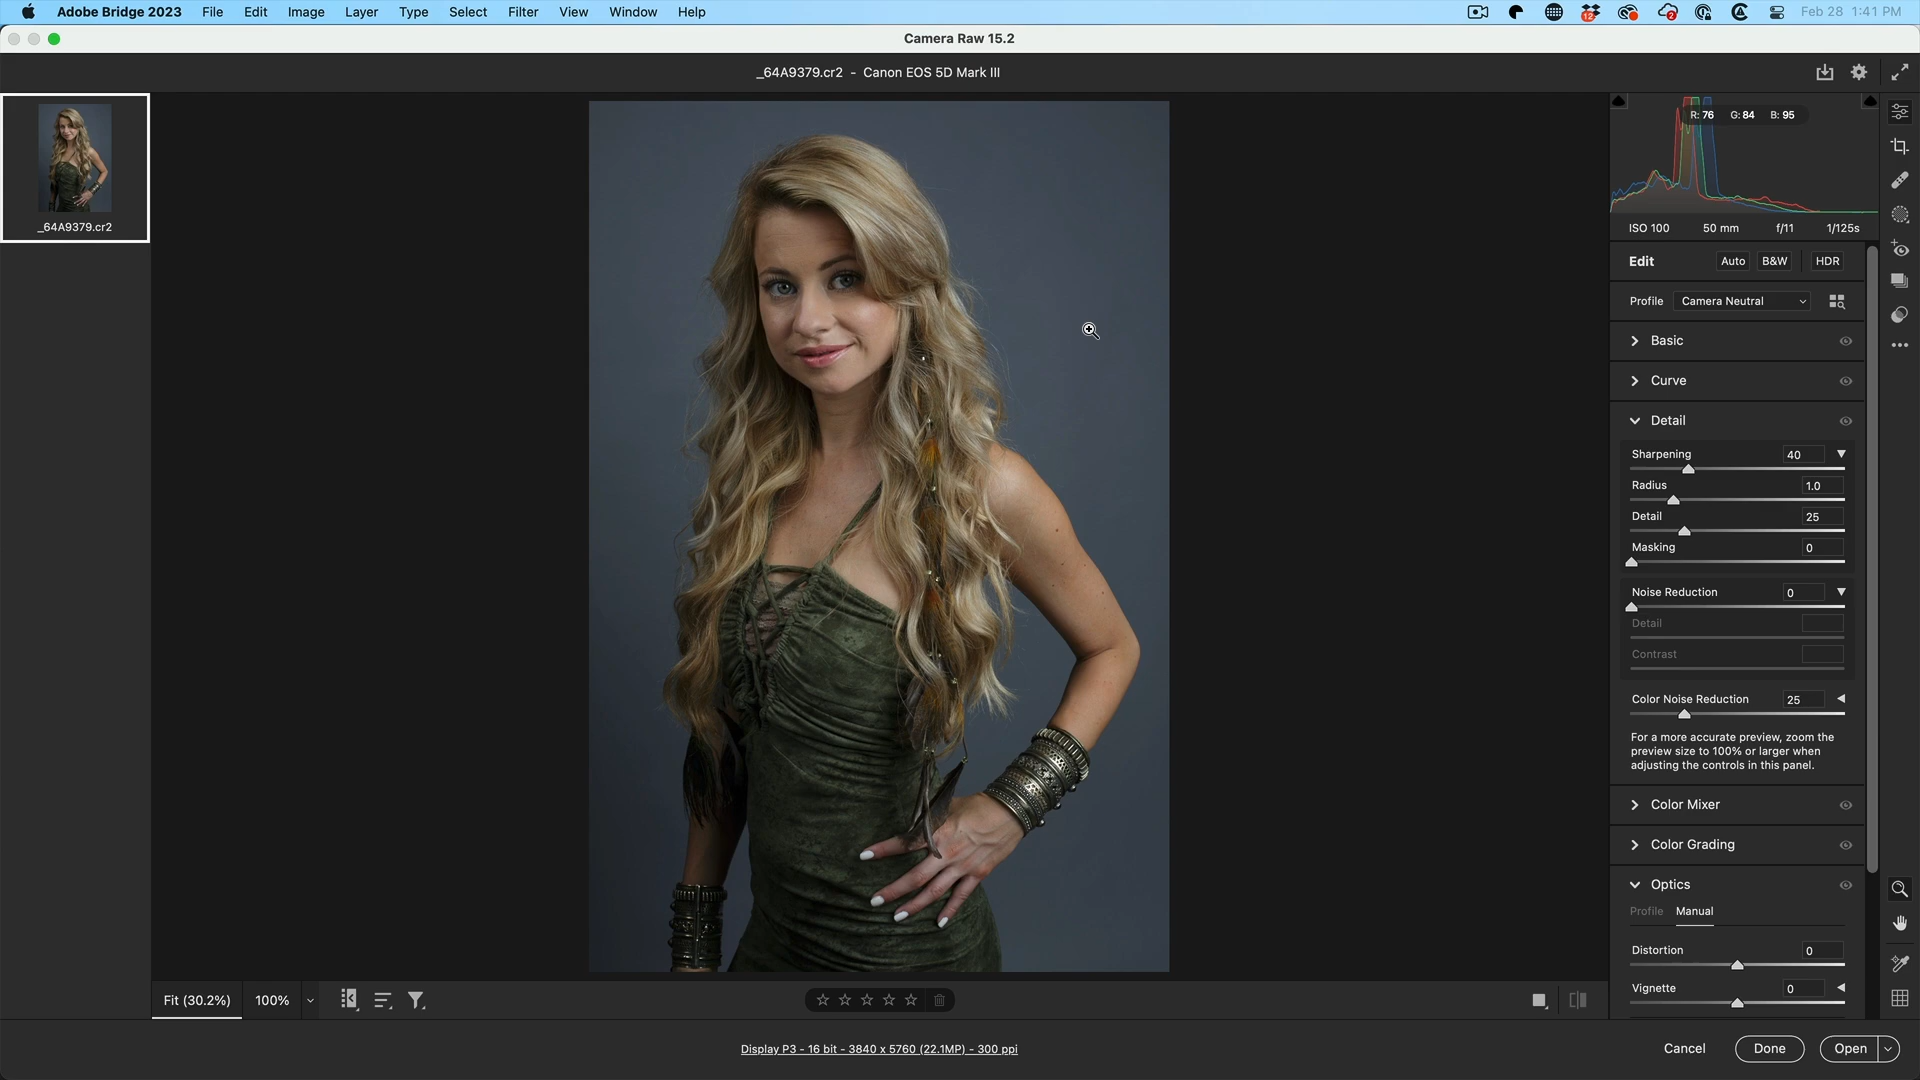 Adobe Bridge 2023 File Edit Image Layer Type Select Filter View Window Help
12
2
Feb 28 1:41 PM
Camera Raw 15.2
_64A9379.cr2 - Canon EOS 5D Mark III
_64A9379.cr2
R: 76 G: 84 B: 95
ISO 100 50 mm f/11 1/125s
Edit Auto B&W HDR
Profile Camera Neutral
Basic
Curve
Detail
Sharpening 40
Radius 1.0
Detail 25
Masking 0
Noise Reduction 0
Detail
Contrast
Color Noise Reduction 25
For a more accurate preview, zoom the
preview size to 100% or larger when
adjusting the controls in this panel.
Color Mixer
Color Grading
Optics
Profile Manual
Distortion 0
Vignette 0
Fit (30.2%) 100%
Display P3 - 16 bit - 3840 x 5760 (22.1MP) - 300 ppi
Cancel Done Open